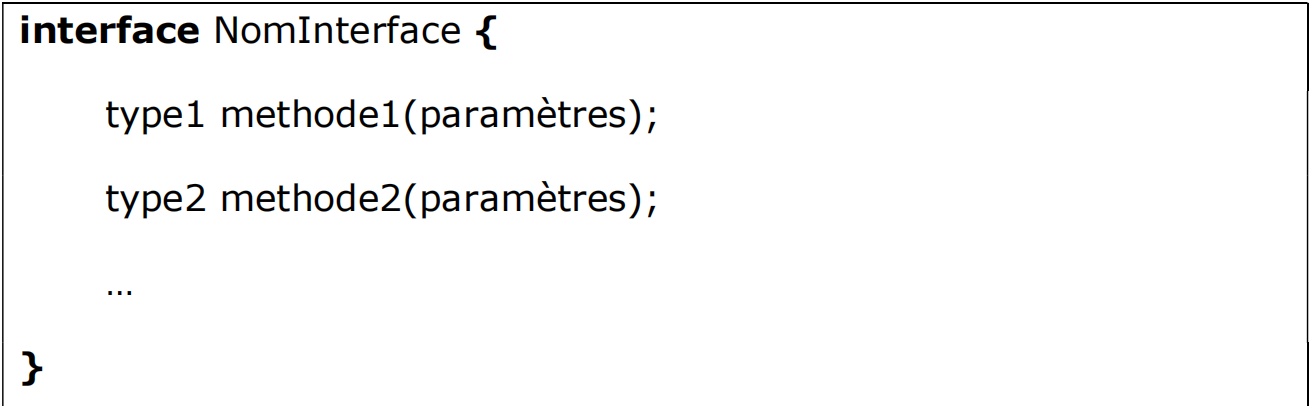 interface NomInterface {
type1 methode1(paramètres);
type2 methode2(paramètres);
…
}